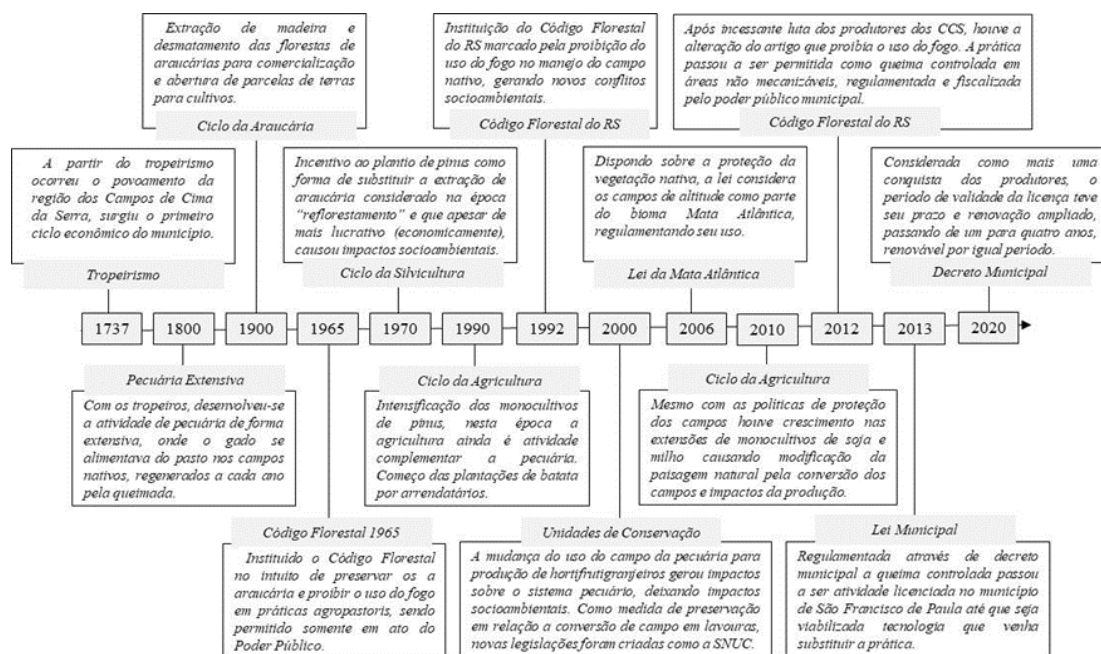 Extração de madeira e
desmatamento das florestas de
araucárias para comercialização
e abertura de parcelas de terras
para cultivos.
Ciclo da Araucária
Instituição do Código Florestal
do RS marcado pela proibição do
uso do fogo no manejo do campo
nativo, gerando novos conflitos
socioambientais.
Código Florestal do RS
Após incessante luta dos produtores dos CCS, houve a
alteração do artigo que proibia o uso do fogo. A prática
passou a ser permitida como queima controlada em
áreas não mecanizáveis, regulamentada e fiscalizada
pelo poder público municipal.
Código Florestal do RS
A partir do tropeirismo
ocorreu o povoamento da
região dos Campos de Cima
da Serra, surgiu o primeiro
ciclo econômico do município.
Tropeirismo
Incentivo ao plantio de pinus como
forma de substituir a extração de
araucária considerado na época
“reflorestamento” e que apesar de
mais lucrativo (economicamente),
causou impactos socioambientais.
Ciclo da Silvicultura
Dispondo sobre a proteção da
vegetação nativa, a lei considera
os campos de altitude como parte
do bioma Mata Atlântica,
regulamentando seu uso.
Lei da Mata Atlântica
Considerada como mais uma
conquista dos produtores, o
período de validade da licença teve
seu prazo e renovação ampliado,
passando de um para quatro anos,
renovável por igual período.
Decreto Municipal
1737 1800 1900 1965 1970 1990 1992 2000 2006 2010 2012 2013 2020
Pecuária Extensiva
Com os tropeiros, desenvolveu-se
a atividade de pecuária de forma
extensiva, onde o gado se
alimentava do pasto nos campos
nativos, regenerados a cada ano
pela queimada.
Ciclo da Agricultura
Intensificação dos monocultivos
de pinus, nesta época a
agricultura ainda é atividade
complementar a pecuária.
Começo das plantações de batata
por arrendatários.
Ciclo da Agricultura
Mesmo com as políticas de proteção
dos campos houve crescimento nas
extensões de monocultivos de soja e
milho causando modificação da
paisagem natural pela conversão dos
campos e impactos da produção.
Código Florestal 1965
Instituído o Código Florestal
no intuito de preservar os a
araucária e proibir o uso do fogo
em práticas agropastoris, sendo
permitido somente em ato do
Poder Público.
Unidades de Conservação
A mudança do uso do campo da pecuária para
produção de hortifrutigranjeiros gerou impactos
sobre o sistema pecuário, deixando impactos
socioambientais. Como medida de preservação
em relação a conversão de campo em lavouras,
novas legislações foram criadas como a SNUC.
Lei Municipal
Regulamentada através de decreto
municipal a queima controlada passou
a ser atividade licenciada no município
de São Francisco de Paula até que seja
viabilizada tecnologia que venha
substituir a prática.